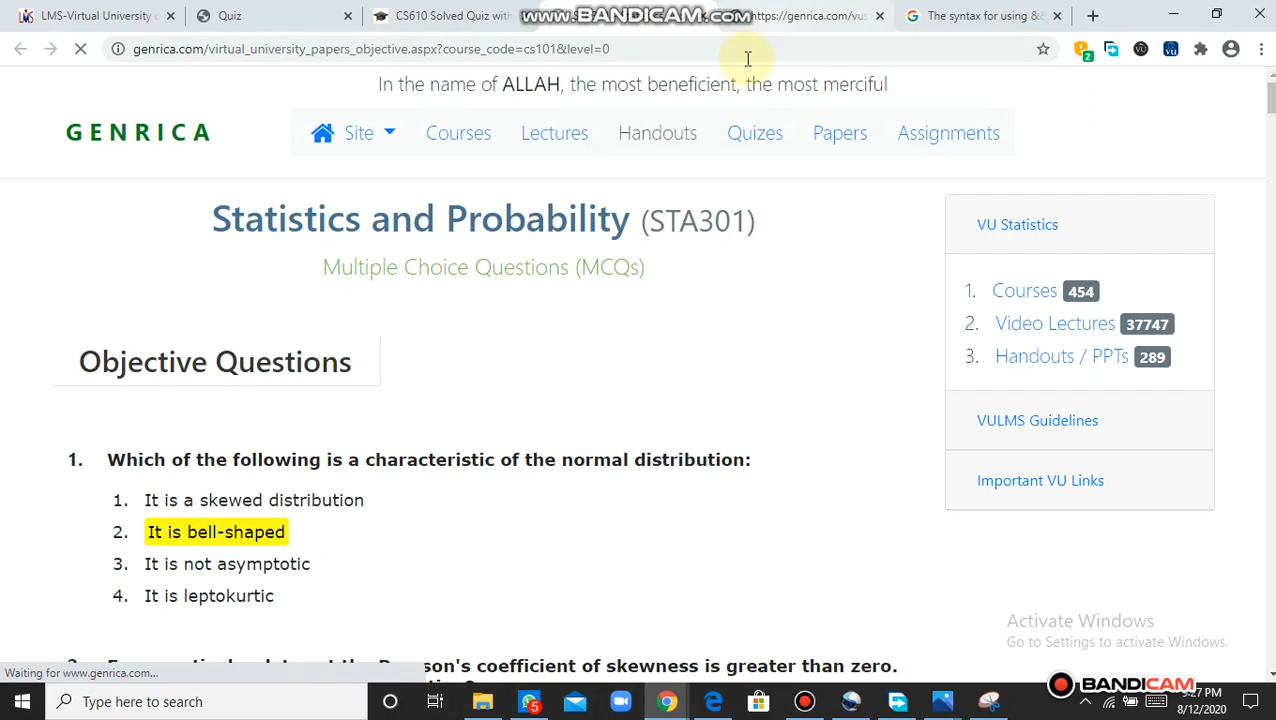 LMS-Virtual University
Quiz
CS610 Solved Quiz with
www.BANDICAM.com
https://genrica.com/vus
The syntax for using &&
genrica.com/virtual_university_papers_objective.aspx?course_code=cs101&level=0
2
In the name of ALLAH, the most beneficient, the most merciful
GENRICA
Site
Courses
Lectures
Handouts
Quizes
Papers
Assignments
Statistics and Probability (STA301)
Multiple Choice Questions (MCQs)
Objective Questions
1. Which of the following is a characteristic of the normal distribution:
1. It is a skewed distribution
2. It is bell-shaped
3. It is not asymptotic
4. It is leptokurtic
coefficient of skewness is greater than zero.
VU Statistics
1. Courses 454
2. Video Lectures 37747
3. Handouts / PPTs 289
VULMS Guidelines
Important VU Links
Activate Windows
Go to Settings to activate Windows.
Waiting for www.genrica.com...
Type here to search
5
BANDICAM
:27 PM
8/12/2020